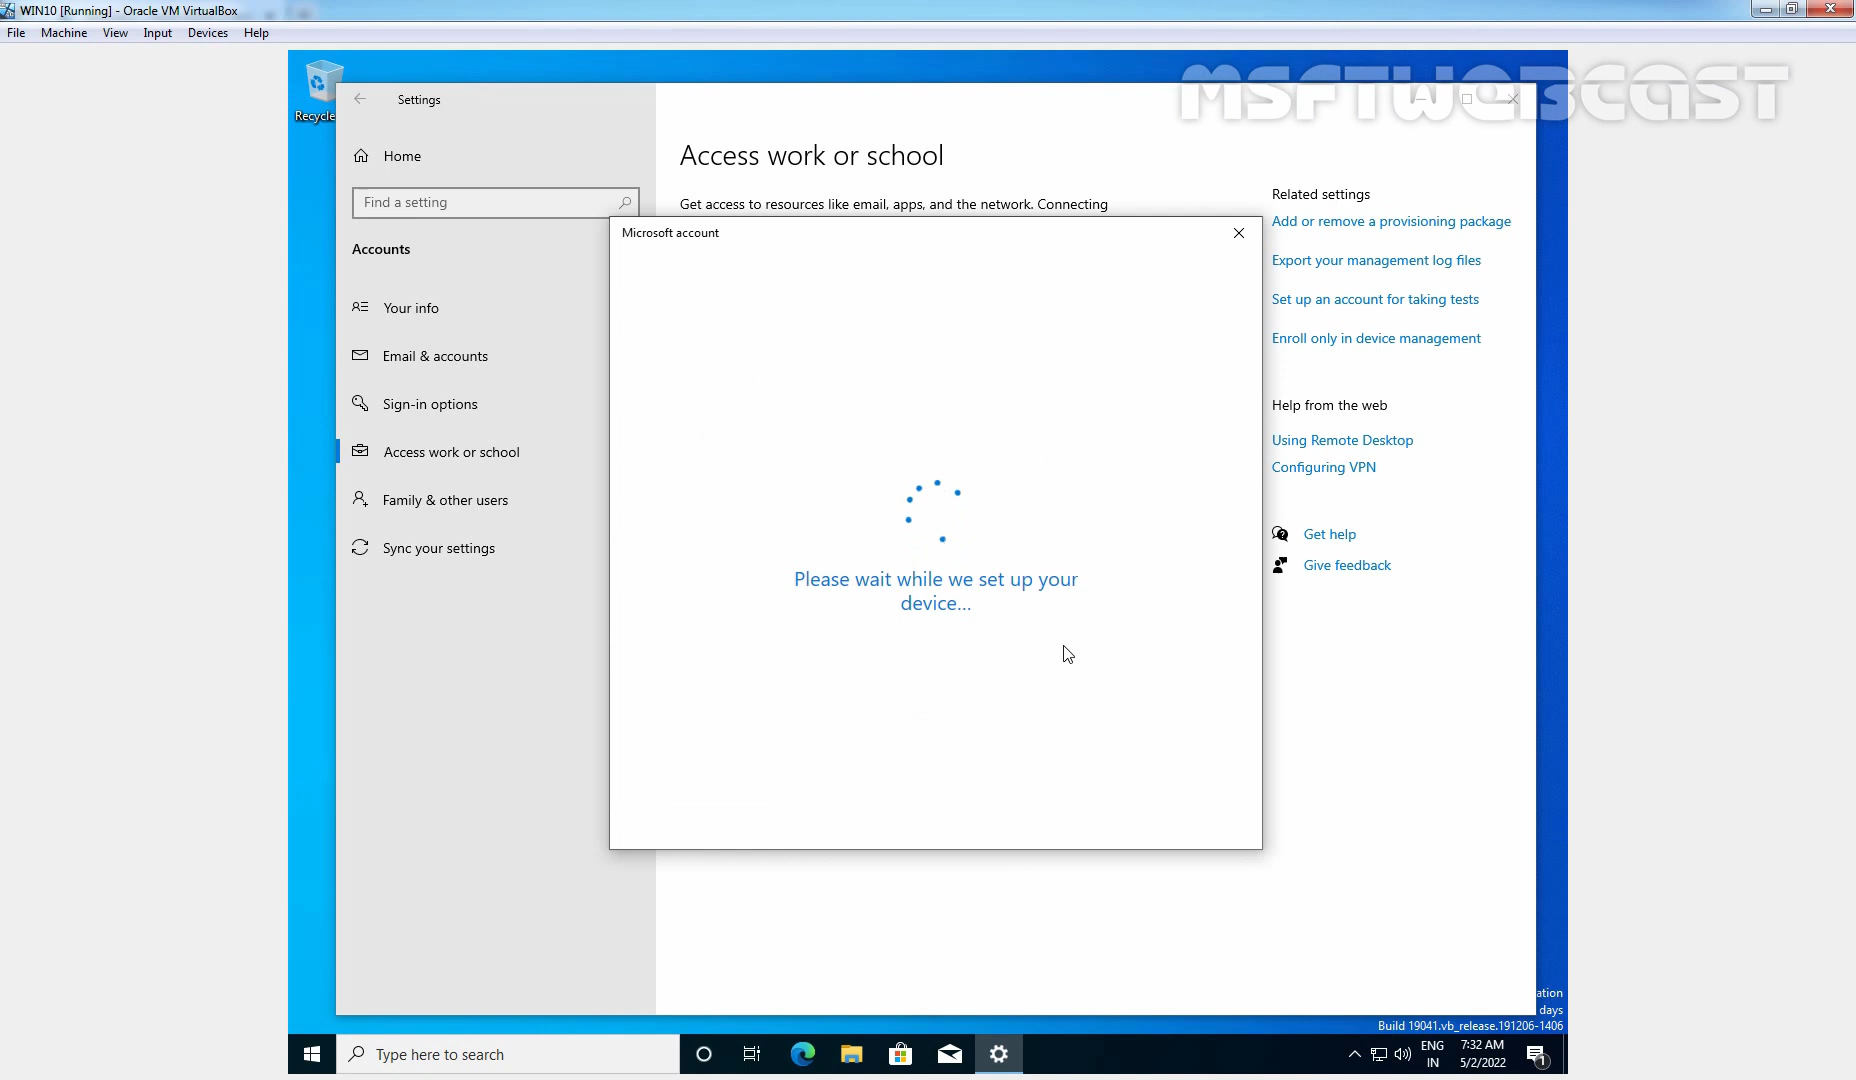 WIN10 [Running] - Oracle VM VirtualBox
File Machine View Input Devices Help
MSFTWEBCAST
Recycle
Settings
Home
Find a setting
Accounts
Your info
Email & accounts
Sign-in options
Access work or school
Family & other users
Sync your settings
Access work or school
Get access to resources like email, apps, and the network. Connecting
Microsoft account
Please wait while we set up your
device...
Related settings
Add or remove a provisioning package
Export your management log files
Set up an account for taking tests
Enroll only in device management
Help from the web
Using Remote Desktop
Configuring VPN
Get help
Give feedback
ation
days
Build 19041.vb_release.191206-1406
Type here to search
ENG
IN
7:32 AM
5/2/2022
1